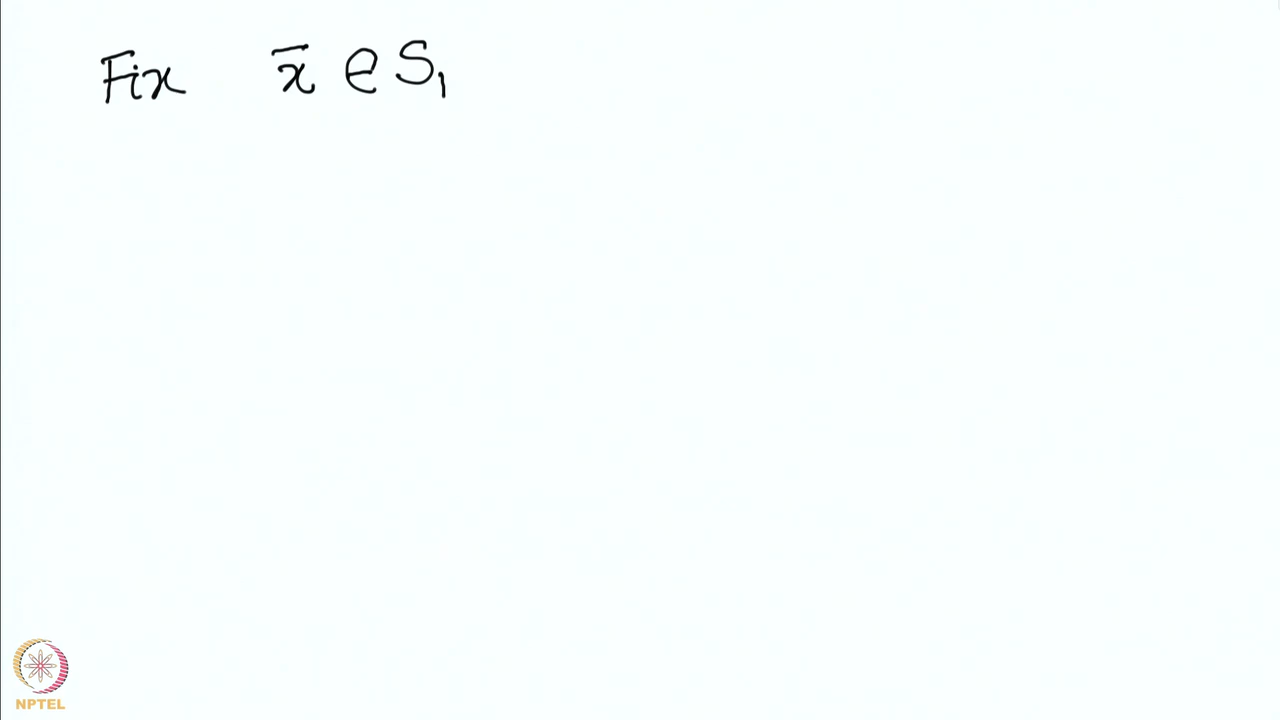 Fix x̄ ∈ S₁
NPTEL